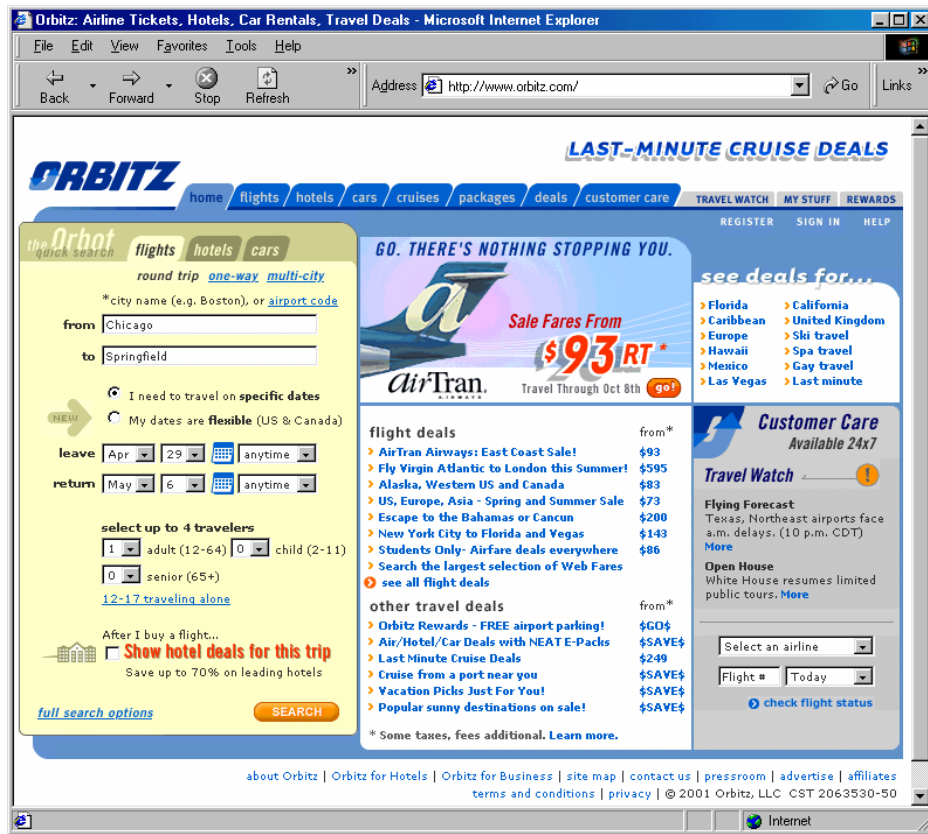 Orbitz: Airline Tickets, Hotels, Car Rentals, Travel Deals - Microsoft Internet Explorer
File Edit View Favorites Tools Help
Back Forward Stop Refresh » Address http://www.orbitz.com/ Go Links »
LAST-MINUTE CRUISE DEALS
ORBITZ
home flights hotels cars cruises packages deals customer care TRAVEL WATCH MY STUFF REWARDS
REGISTER SIGN IN HELP
the Orbot
quick search
flights hotels cars
round trip one-way multi-city
*city name (e.g. Boston), or airport code
from Chicago
to Springfield
I need to travel on specific dates
NEW
My dates are flexible (US & Canada)
leave Apr 29 anytime
return May 6 anytime
select up to 4 travelers
1 adult (12-64) 0 child (2-11)
0 senior (65+)
12-17 traveling alone
After I buy a flight...
Show hotel deals for this trip
Save up to 70% on leading hotels
full search options SEARCH
GO. THERE'S NOTHING STOPPING YOU.
a
Sale Fares From
$93 RT *
airTran
AIRWAYS
Travel Through Oct 8th go!
flight deals from*
AirTran Airways: East Coast Sale! $93
Fly Virgin Atlantic to London this Summer! $595
Alaska, Western US and Canada $83
US, Europe, Asia - Spring and Summer Sale $73
Escape to the Bahamas or Cancun $200
New York City to Florida and Vegas $143
Students Only- Airfare deals everywhere $86
Search the largest selection of Web Fares
see all flight deals
other travel deals from*
Orbitz Rewards - FREE airport parking! $GO$
Air/Hotel/Car Deals with NEAT E-Packs $SAVE$
Last Minute Cruise Deals $249
Cruise from a port near you $SAVE$
Vacation Picks Just For You! $SAVE$
Popular sunny destinations on sale! $SAVE$
* Some taxes, fees additional. Learn more.
see deals for...
Florida California
Caribbean United Kingdom
Europe Ski travel
Hawaii Spa travel
Mexico Gay travel
Las Vegas Last minute
Customer Care
Available 24x7
Travel Watch !
Flying Forecast
Texas, Northeast airports face
a.m. delays. (10 p.m. CDT)
More
Open House
White House resumes limited
public tours. More
Select an airline
Flight # Today
check flight status
about Orbitz | Orbitz for Hotels | Orbitz for Business | site map | contact us | pressroom | advertise | affiliates
terms and conditions | privacy | © 2001 Orbitz, LLC CST 2063530-50
Internet